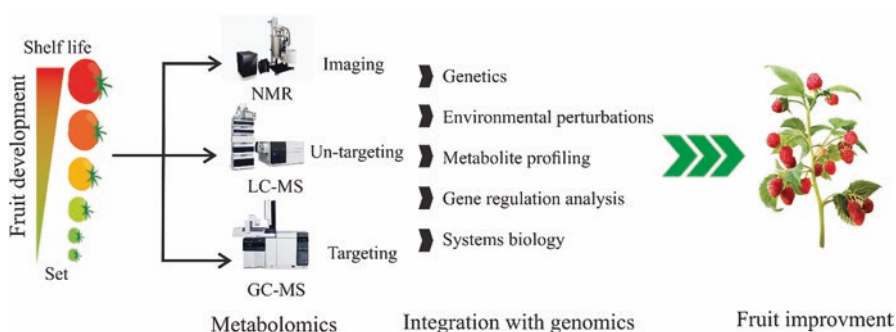 Shelf life
Fruit development
Set
NMR
Imaging
LC-MS
Un-targeting
GC-MS
Targeting
Metabolomics
Genetics
Environmental perturbations
Metabolite profiling
Gene regulation analysis
Systems biology
Integration with genomics
Fruit improvment